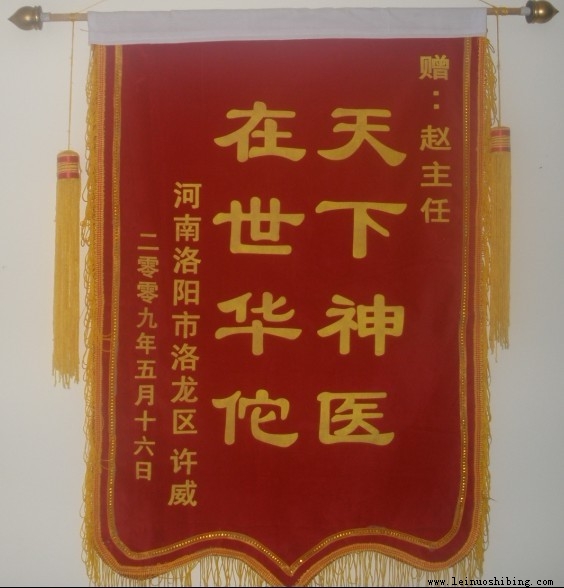 赠：赵主任
天下神医
在世华佗
河南洛阳市洛龙区 许威
二零零九年五月十六日
www.leinuoshibing.com